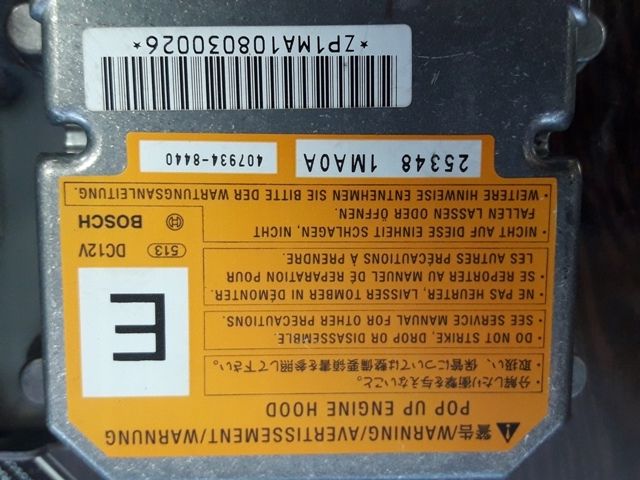 警告/WARNING/AVERTISSEMENT/WARNUNG
POP UP ENGINE HOOD
・分解したり衝撃を与えないこと。
・取扱い、保管については整備要領書を参照して下さい。
• DO NOT STRIKE, DROP OR DISASSEMBLE.
• SEE SERVICE MANUAL FOR OTHER PRECAUTIONS.
• NE PAS HEURTER, LAISSER TOMBER NI DÉMONTER.
• SE REPORTER AU MANUEL DE RÉPARATION POUR
LES AUTRES PRÉCAUTIONS À PRENDRE.
• NICHT AUF DIESE EINHEIT SCHLAGEN, NICHT
FALLEN LASSEN ODER ÖFFNEN.
• WEITERE HINWEISE ENTNEHMEN SIE BITTE DER WARTUNGSANLEITUNG.
E
513 DC12V
BOSCH
25348 1MA0A
407934-8440
*ZP1MA108030026*